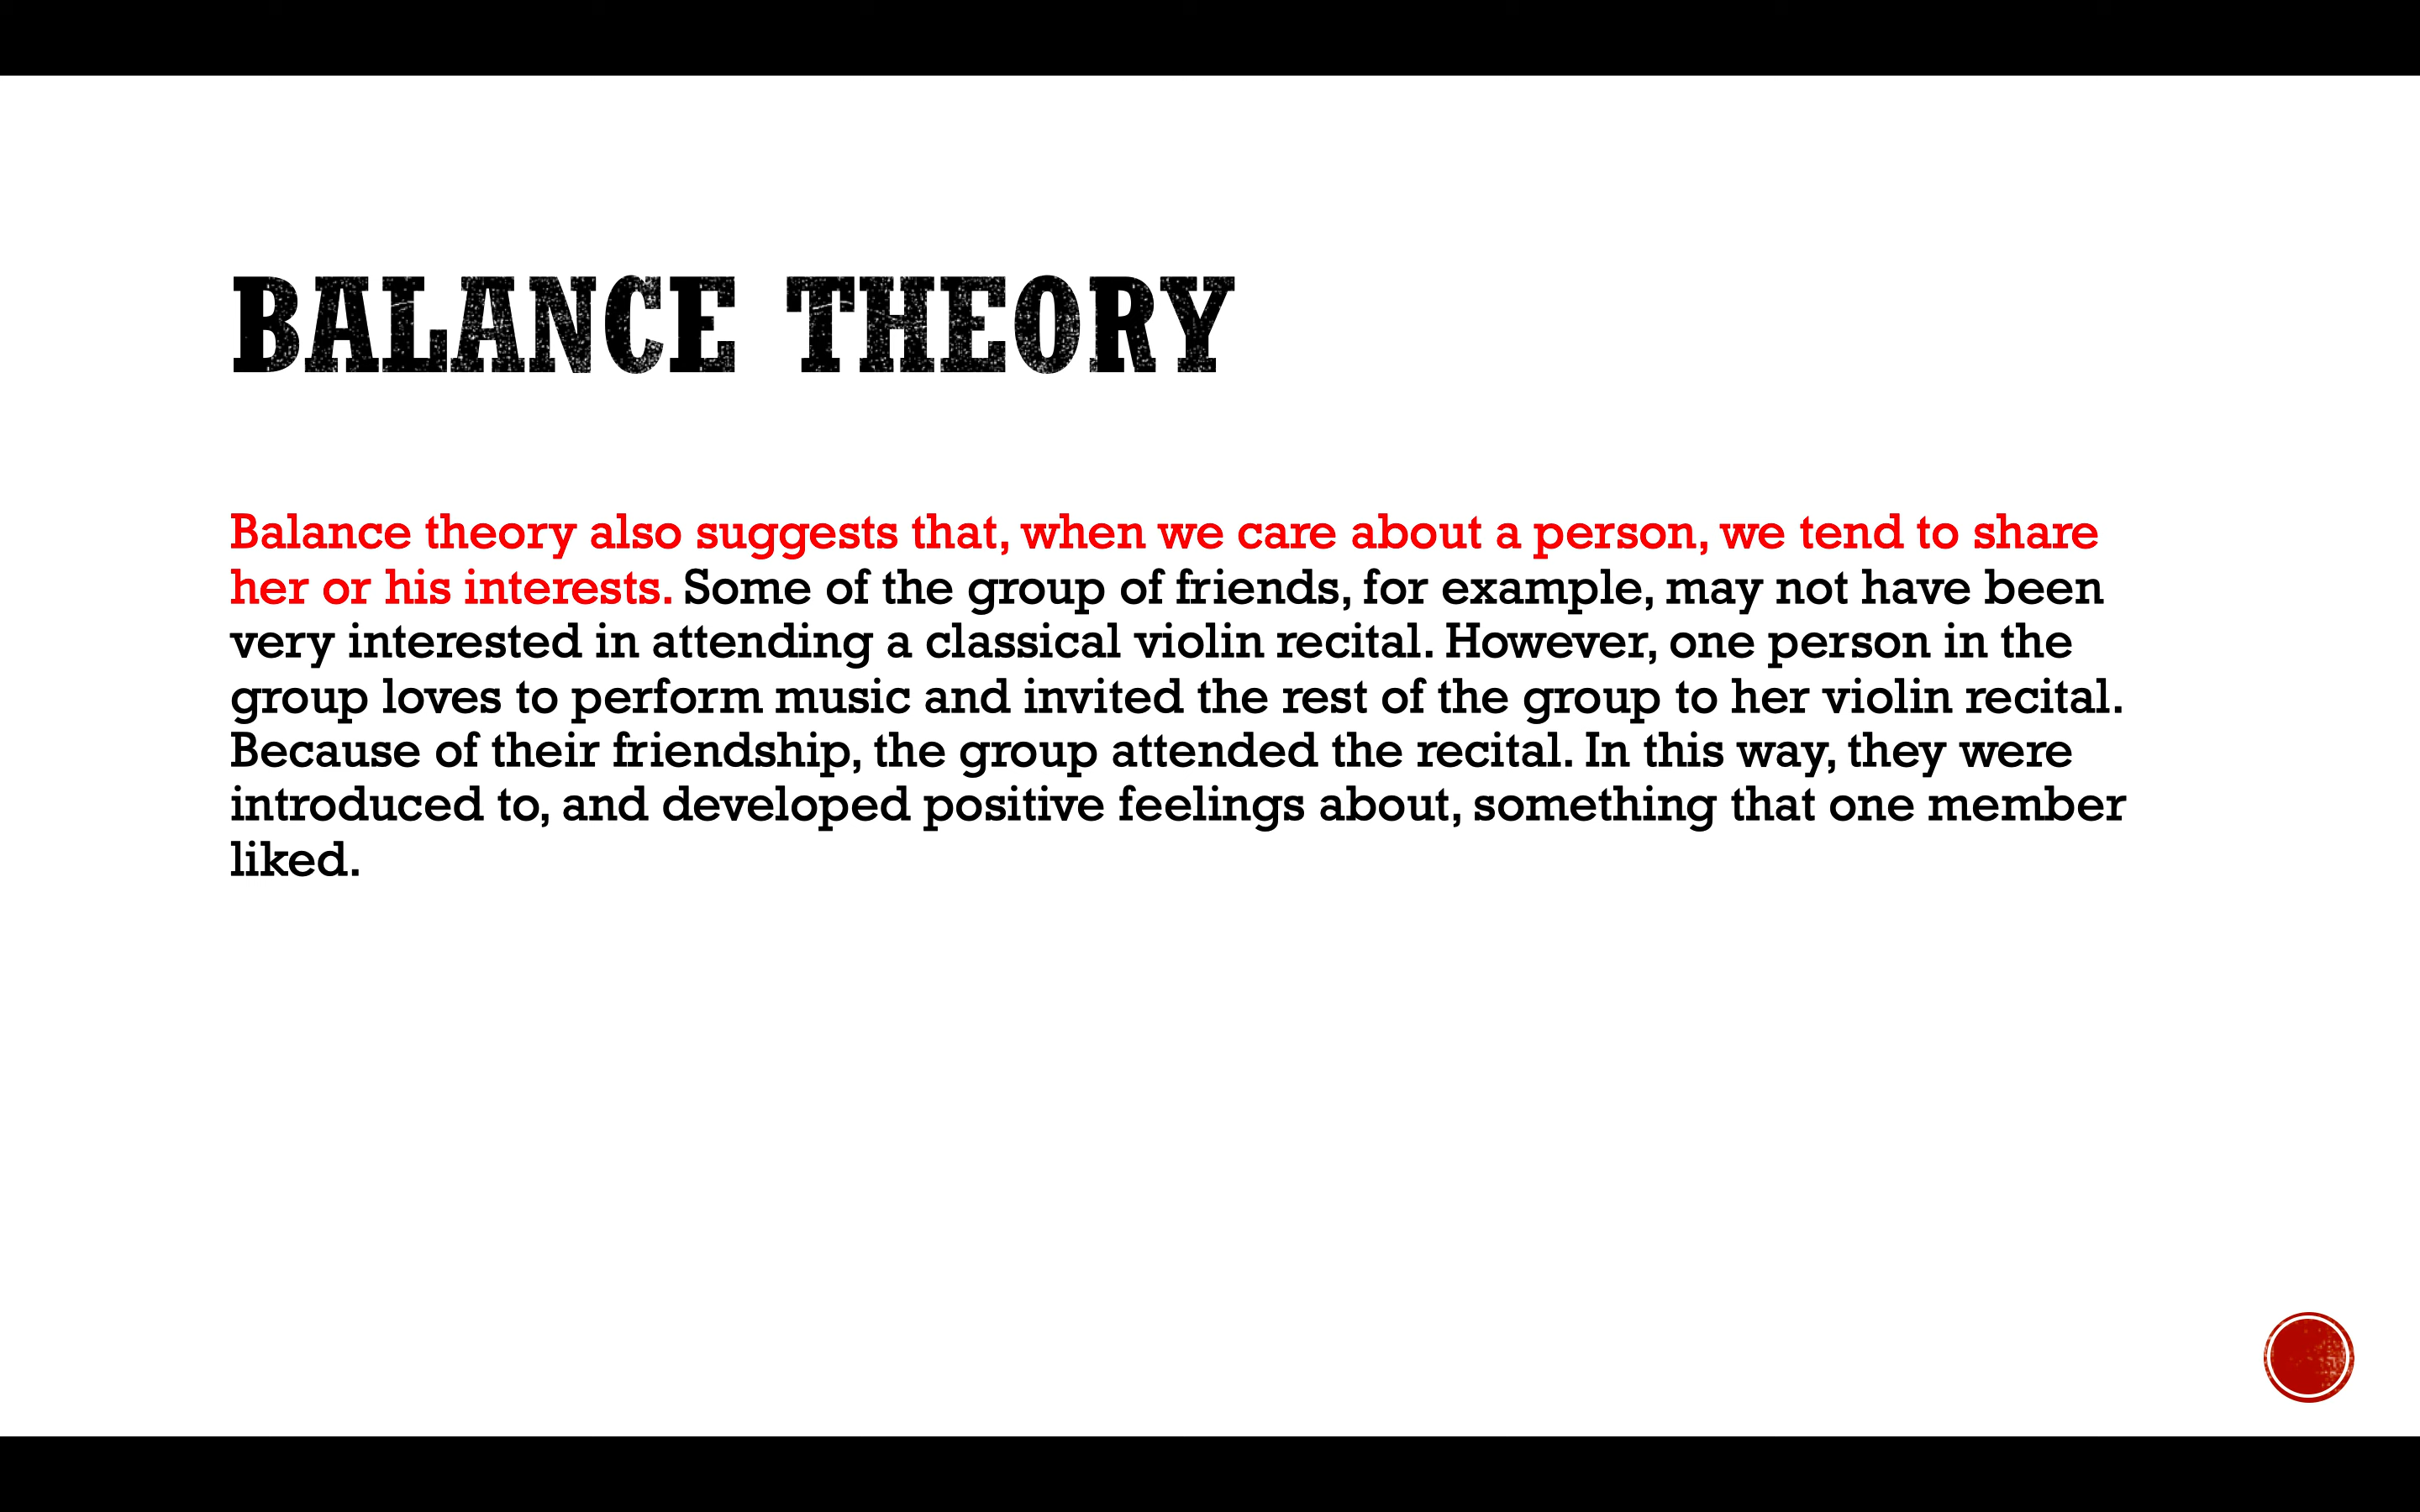 BALANCE THEORY
Balance theory also suggests that, when we care about a person, we tend to share
her or his interests. Some of the group of friends, for example, may not have been
very interested in attending a classical violin recital. However, one person in the
group loves to perform music and invited the rest of the group to her violin recital.
Because of their friendship, the group attended the recital. In this way, they were
introduced to, and developed positive feelings about, something that one member
liked.